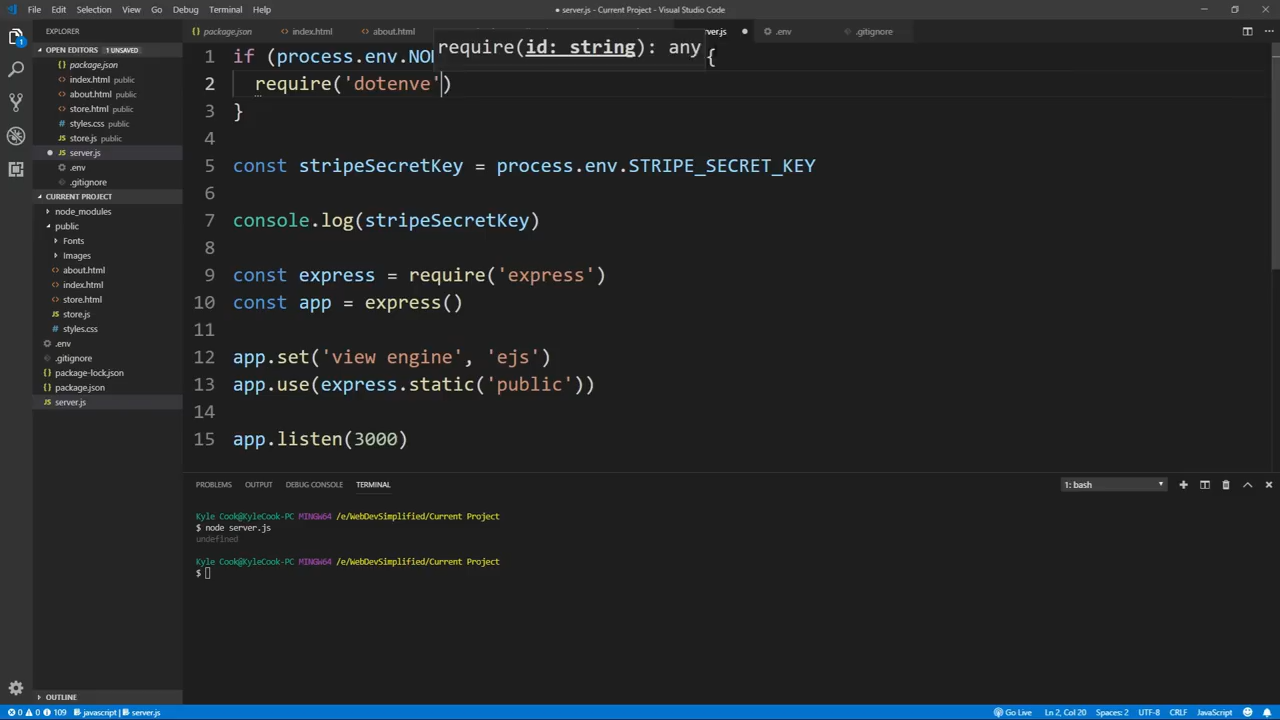 File Edit Selection View Go Debug Terminal Help
● server.js - Current Project - Visual Studio Code
EXPLORER
OPEN EDITORS 1 UNSAVED
package.json
index.html public
about.html public
store.html public
styles.css public
store.js public
server.js
.env
.gitignore
CURRENT PROJECT
node_modules
public
Fonts
Images
about.html
index.html
store.html
store.js
styles.css
.env
.gitignore
package-lock.json
package.json
server.js
OUTLINE
package.json index.html about.html .env .gitignore
require(id: string): any
1 if (process.env. {
2 require('dotenve')
3 }
4
5 const stripeSecretKey = process.env.STRIPE_SECRET_KEY
6
7 console.log(stripeSecretKey)
8
9 const express = require('express')
10 const app = express()
11
12 app.set('view engine', 'ejs')
13 app.use(express.static('public'))
14
15 app.listen(3000)
PROBLEMS OUTPUT DEBUG CONSOLE TERMINAL
1: bash
Kyle Cook@KyleCook-PC MINGW64 /e/WebDevSimplified/Current Project
$ node server.js
undefined
Kyle Cook@KyleCook-PC MINGW64 /e/WebDevSimplified/Current Project
$
0 0 109 javascript server.js
Go Live Ln 2, Col 20 Spaces: 2 UTF-8 CRLF JavaScript
1